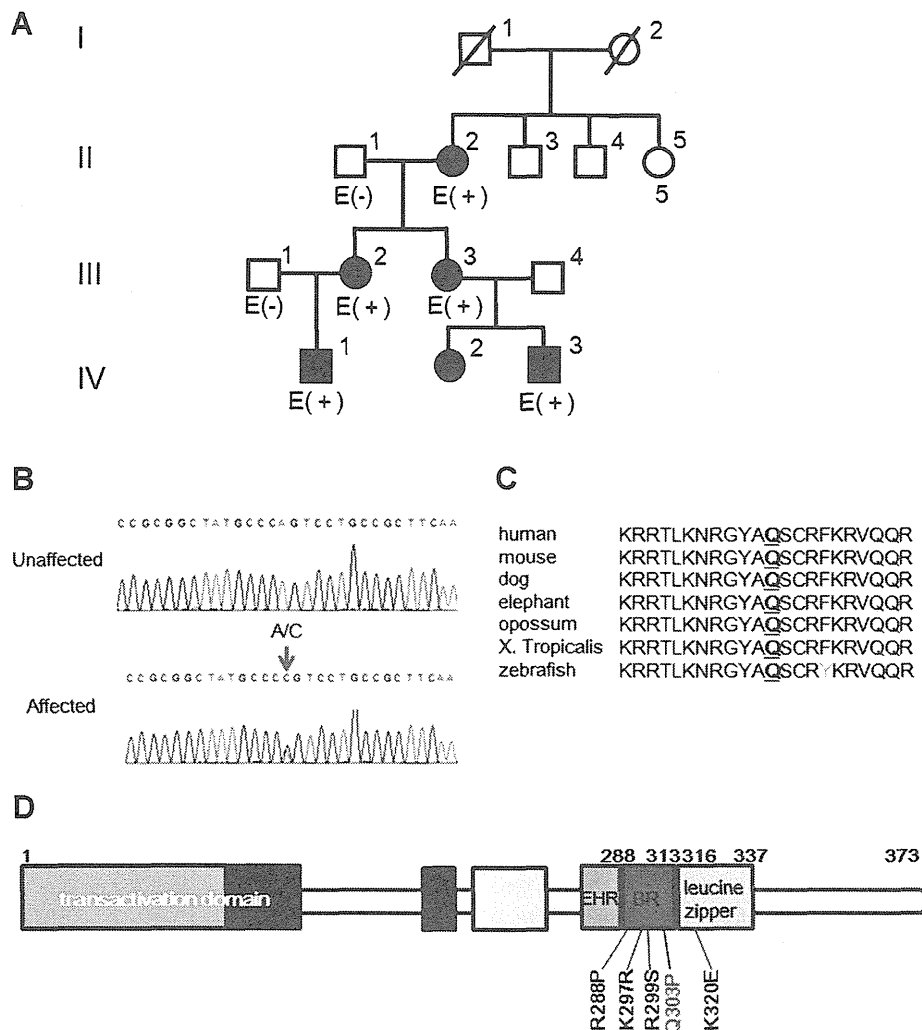 A
I
1
2
II
1
2
3
4
5
E(-)
E(+)
5
III
1
2
3
4
E(-)
E(+)
E(+)
IV
1
2
3
E(+)
E(+)
B
CCGCGGCTATGCCCAGTCCTGCCGCTTCAA
Unaffected
A/C
CCGCGGCTATGCCCCGTCCTGCCGCTTCAA
Affected
C
human KRRTLKNRGYAQSCRFKRVQQR
mouse KRRTLKNRGYAQSCRFKRVQQR
dog KRRTLKNRGYAQSCRFKRVQQR
elephant KRRTLKNRGYAQSCRFKRVQQR
opossum KRRTLKNRGYAQSCRFKRVQQR
X. Tropicalis KRRTLKNRGYAQSCRFKRVQQR
zebrafish KRRTLKNRGYAQSCRYKRVQQR
D
1 288 313 316 337 373
transactivation domain
EHR
BR
leucine
zipper
R288P
K297R
R299S
Q303P
K320E